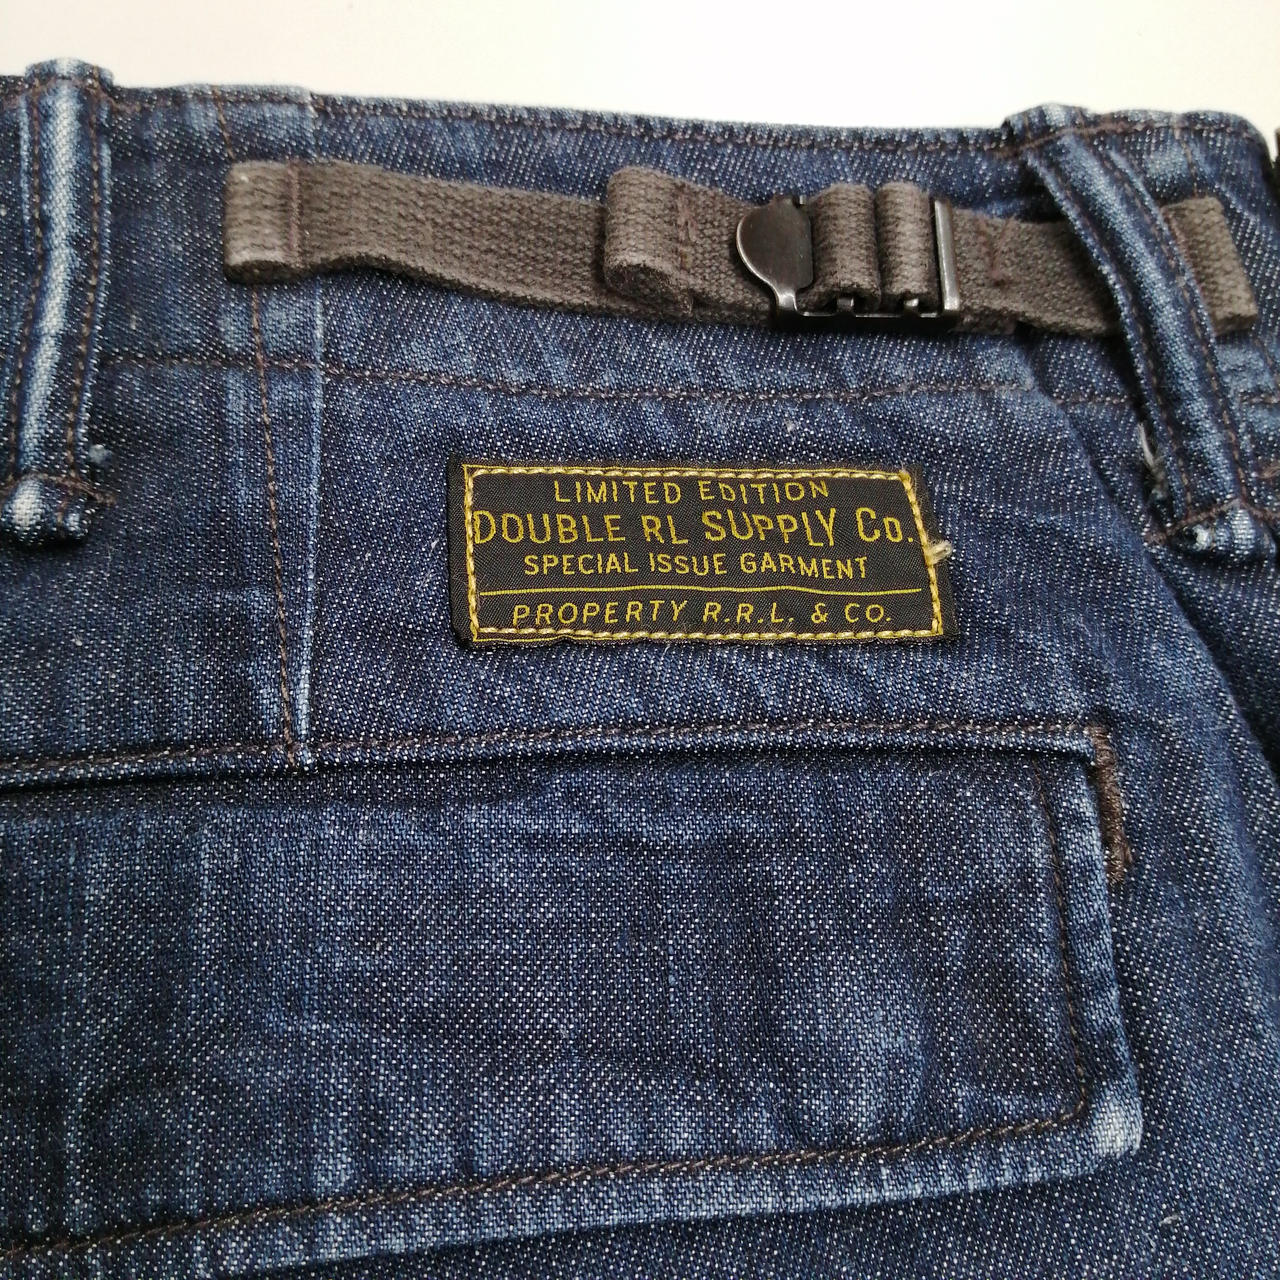 LIMITED EDITION
DOUBLE RL SUPPLY Co.
SPECIAL ISSUE GARMENT
PROPERTY R.R.L. & CO.